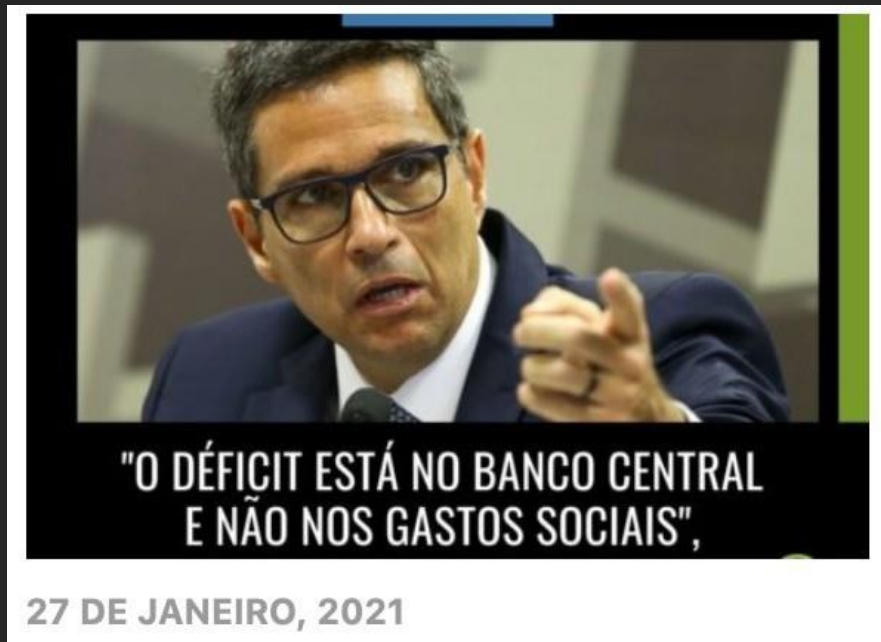 "O DÉFICIT ESTÁ NO BANCO CENTRAL
E NÃO NOS GASTOS SOCIAIS",
27 DE JANEIRO, 2021